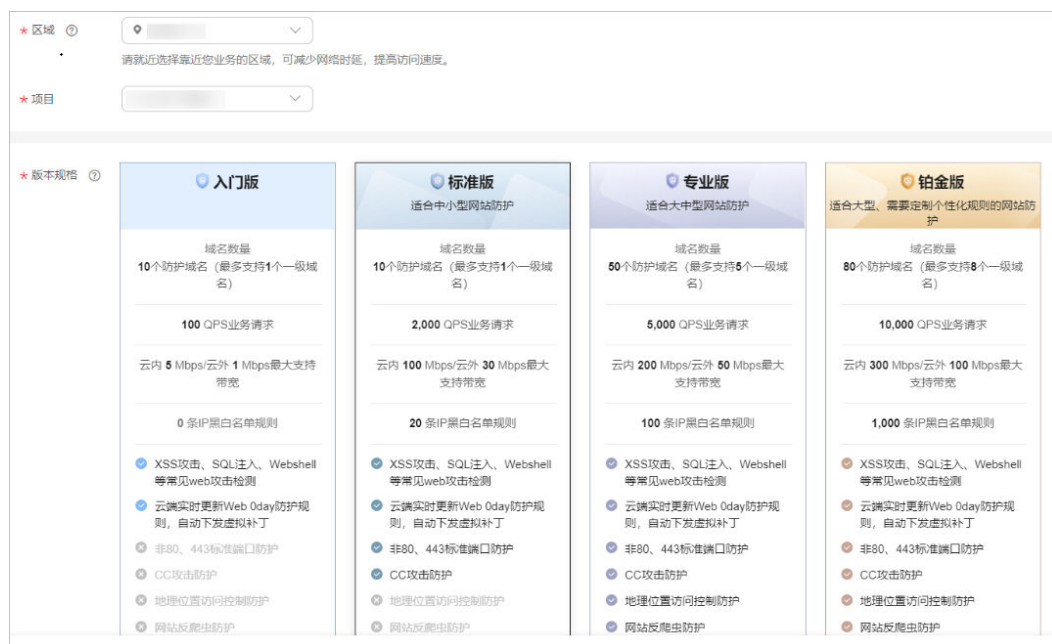 * 区域 ?
请就近选择靠近您业务的区域，可减少网络时延，提高访问速度。
* 项目
* 版本规格 ?
入门版
域名数量
10个防护域名（最多支持1个一级域
名）
100 QPS业务请求
云内 5 Mbps/云外 1 Mbps最大支持
带宽
0 条IP黑白名单规则
XSS攻击、SQL注入、Webshell
等常见web攻击检测
云端实时更新Web 0day防护规
则，自动下发虚拟补丁
非80、443标准端口防护
CC攻击防护
地理位置访问控制防护
网站反爬虫防护
标准版
适合中小型网站防护
域名数量
10个防护域名（最多支持1个一级域
名）
2,000 QPS业务请求
云内 100 Mbps/云外 30 Mbps最大
支持带宽
20 条IP黑白名单规则
XSS攻击、SQL注入、Webshell
等常见web攻击检测
云端实时更新Web 0day防护规
则，自动下发虚拟补丁
非80、443标准端口防护
CC攻击防护
地理位置访问控制防护
网站反爬虫防护
专业版
适合大中型网站防护
域名数量
50个防护域名（最多支持5个一级域
名）
5,000 QPS业务请求
云内 200 Mbps/云外 50 Mbps最大
支持带宽
100 条IP黑白名单规则
XSS攻击、SQL注入、Webshell
等常见web攻击检测
云端实时更新Web 0day防护规
则，自动下发虚拟补丁
非80、443标准端口防护
CC攻击防护
地理位置访问控制防护
网站反爬虫防护
铂金版
适合大型、需要定制个性化规则的网站防
护
域名数量
80个防护域名（最多支持8个一级域
名）
10,000 QPS业务请求
云内 300 Mbps/云外 100 Mbps最大
支持带宽
1,000 条IP黑白名单规则
XSS攻击、SQL注入、Webshell
等常见web攻击检测
云端实时更新Web 0day防护规
则，自动下发虚拟补丁
非80、443标准端口防护
CC攻击防护
地理位置访问控制防护
网站反爬虫防护